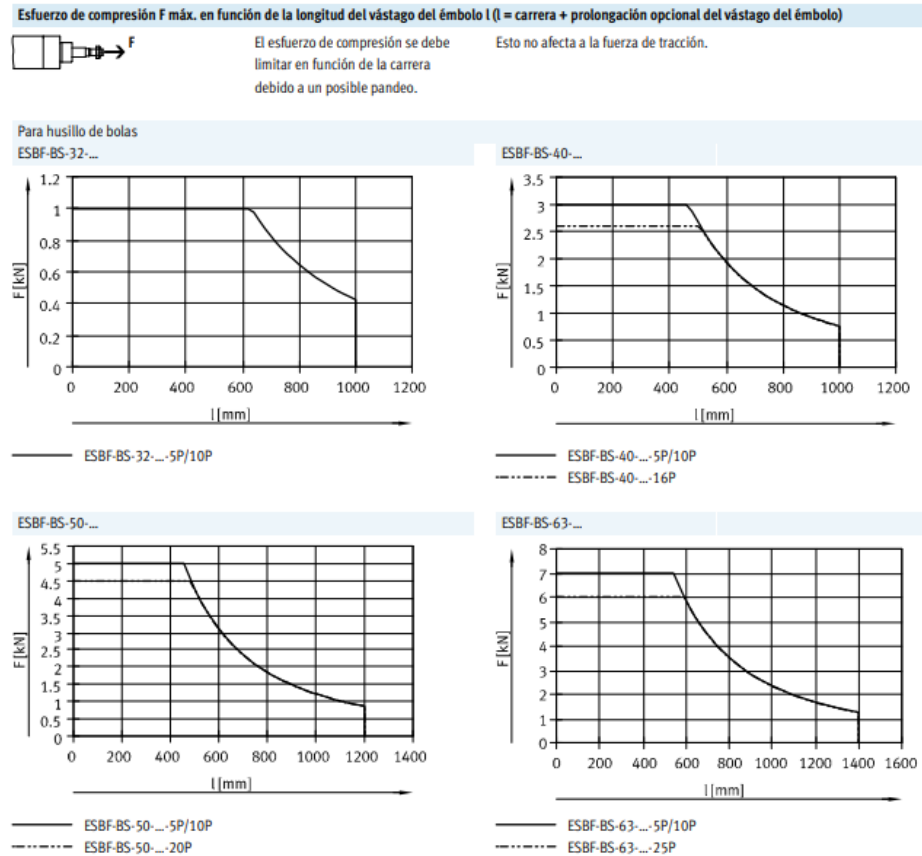 Esfuerzo de compresión F máx. en función de la longitud del vástago del émbolo l (l = carrera + prolongación opcional del vástago del émbolo)
F
El esfuerzo de compresión se debe
limitar en función de la carrera
debido a un posible pandeo.
Esto no afecta a la fuerza de tracción.
Para husillo de bolas
ESBF-BS-32-...
1.2
1
0.8
0.6
0.4
0.2
0
F [kN]
0 200 400 600 800 1000 1200
l [mm]
ESBF-BS-32-...-5P/10P
ESBF-BS-40-...
3.5
3
2.5
2
1.5
1
0.5
0
F [kN]
0 200 400 600 800 1000 1200
l [mm]
ESBF-BS-40-...-5P/10P
ESBF-BS-40-...-16P
ESBF-BS-50-...
5.5
5
4.5
4
3.5
3
2.5
2
1.5
1
0.5
0
F [kN]
0 200 400 600 800 1000 1200 1400
l [mm]
ESBF-BS-50-...-5P/10P
ESBF-BS-50-...-20P
ESBF-BS-63-...
8
7
6
5
4
3
2
1
0
F [kN]
0 200 400 600 800 1000 1200 1400 1600
l [mm]
ESBF-BS-63-...-5P/10P
ESBF-BS-63-...-25P